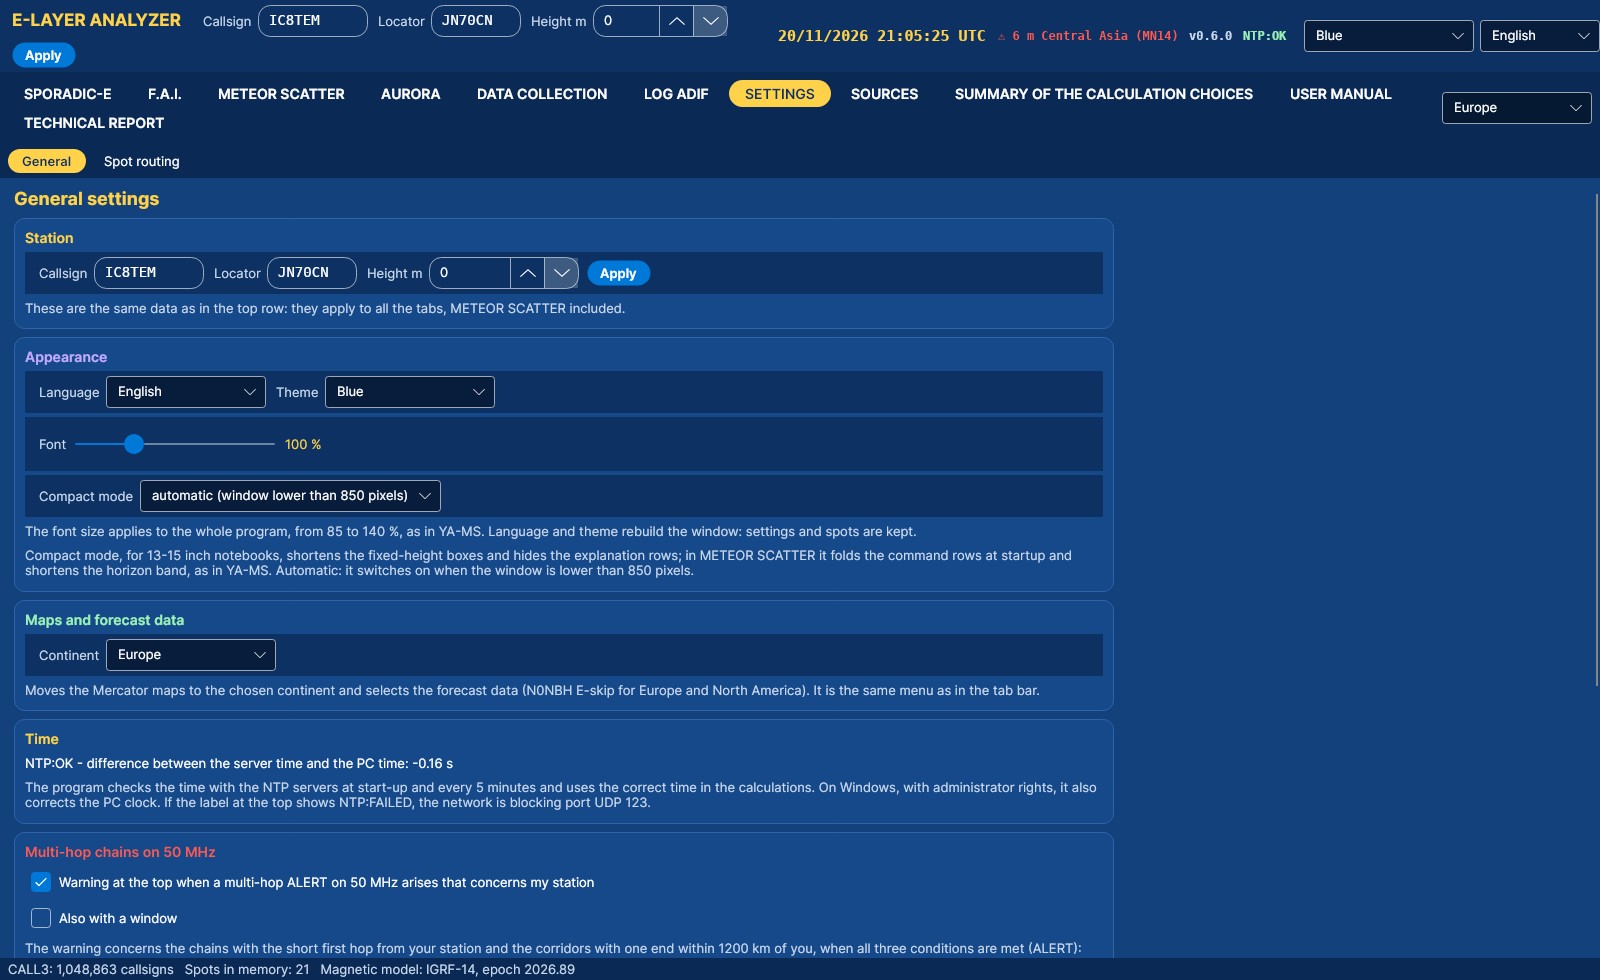 E-LAYER ANALYZER Callsign IC8TEM Locator JN70CN Height m 0
Apply
20/11/2026 21:05:25 UTC ⚠ 6 m Central Asia (MN14) v0.6.0 NTP:OK Blue English
SPORADIC-E F.A.I. METEOR SCATTER AURORA DATA COLLECTION LOG ADIF SETTINGS SOURCES SUMMARY OF THE CALCULATION CHOICES USER MANUAL
TECHNICAL REPORT
Europe
General Spot routing
General settings
Station
Callsign IC8TEM Locator JN70CN Height m 0 Apply
These are the same data as in the top row: they apply to all the tabs, METEOR SCATTER included.
Appearance
Language English Theme Blue
Font 100 %
Compact mode automatic (window lower than 850 pixels)
The font size applies to the whole program, from 85 to 140 %, as in YA-MS. Language and theme rebuild the window: settings and spots are kept.
Compact mode, for 13-15 inch notebooks, shortens the fixed-height boxes and hides the explanation rows; in METEOR SCATTER it folds the command rows at startup and
shortens the horizon band, as in YA-MS. Automatic: it switches on when the window is lower than 850 pixels.
Maps and forecast data
Continent Europe
Moves the Mercator maps to the chosen continent and selects the forecast data (N0NBH E-skip for Europe and North America). It is the same menu as in the tab bar.
Time
NTP:OK - difference between the server time and the PC time: -0.16 s
The program checks the time with the NTP servers at start-up and every 5 minutes and uses the correct time in the calculations. On Windows, with administrator rights, it also
corrects the PC clock. If the label at the top shows NTP:FAILED, the network is blocking port UDP 123.
Multi-hop chains on 50 MHz
Warning at the top when a multi-hop ALERT on 50 MHz arises that concerns my station
Also with a window
The warning concerns the chains with the short first hop from your station and the corridors with one end within 1200 km of you, when all three conditions are met (ALERT):
CALL3: 1,048,863 callsigns Spots in memory: 21 Magnetic model: IGRF-14, epoch 2026.89